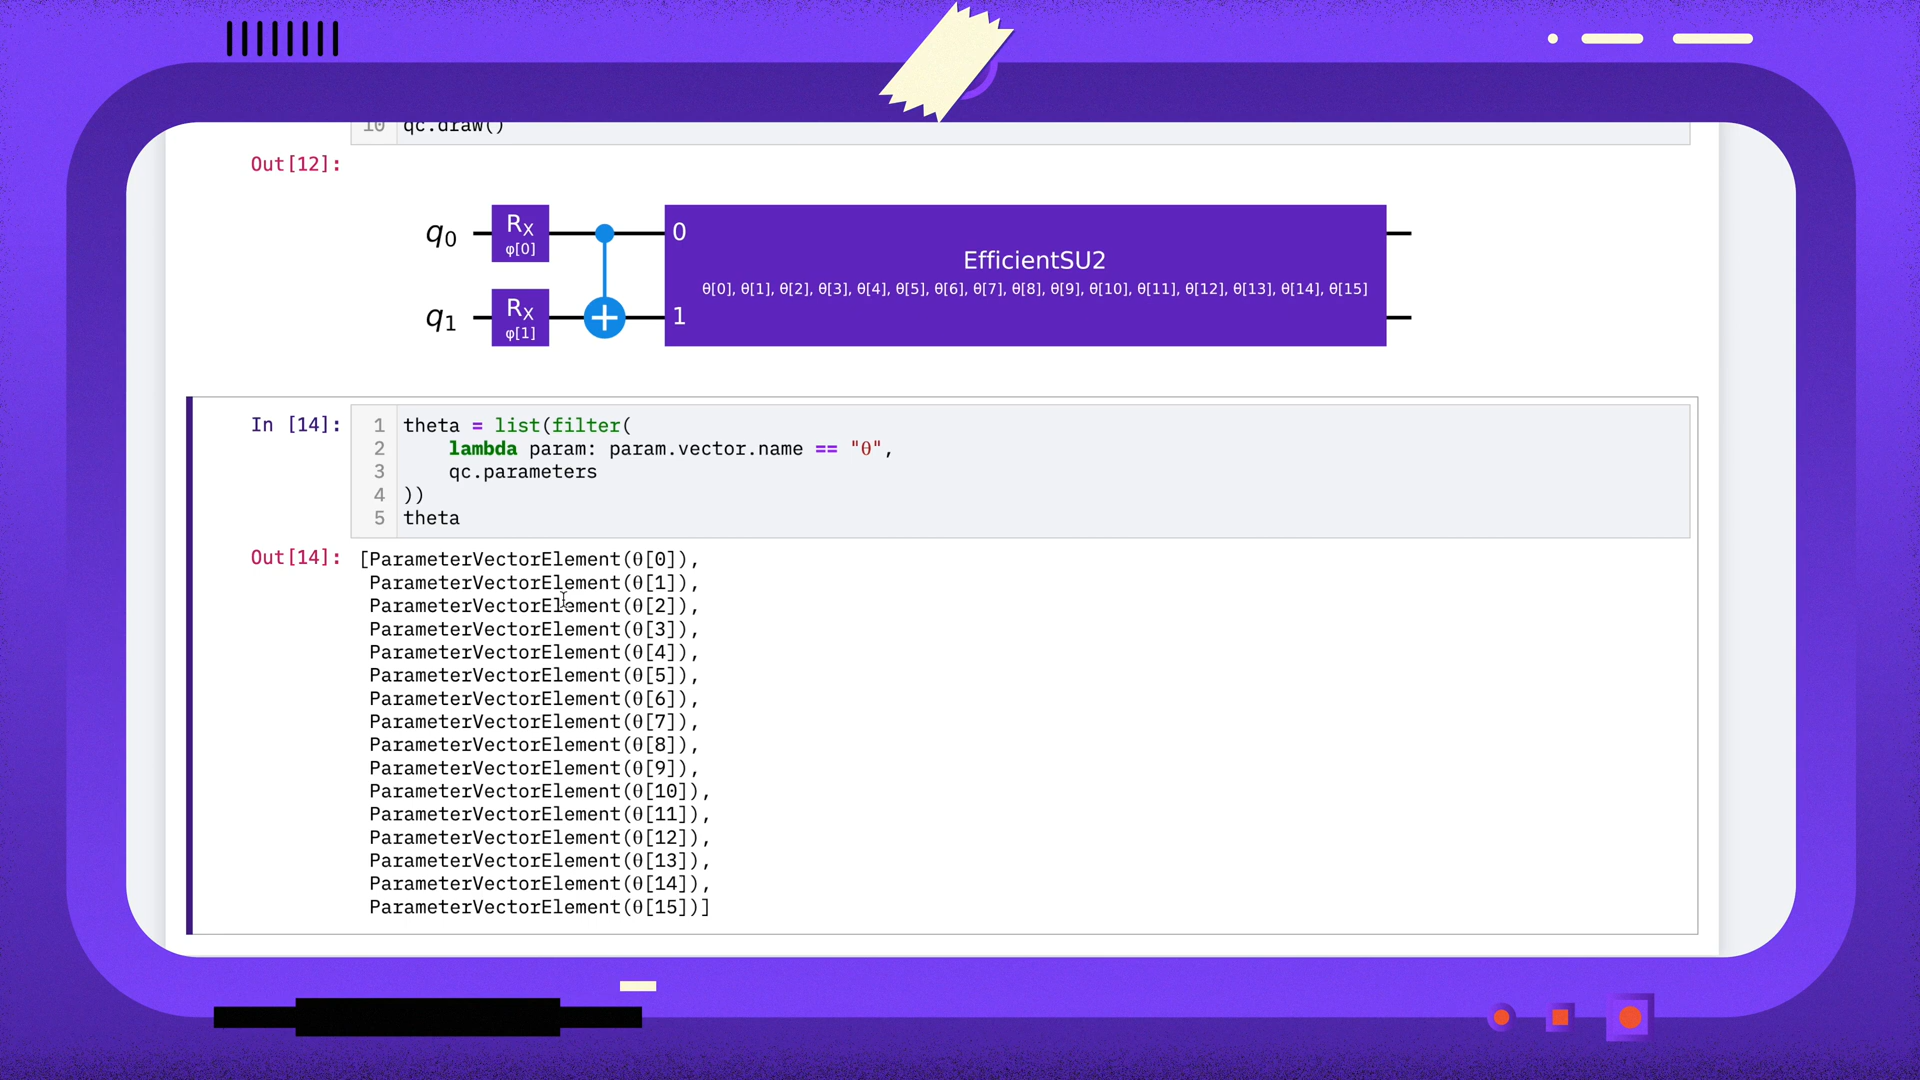 10 qc.draw()
Out[12]:
q0 RX φ[0] 0
EfficientSU2
θ[0], θ[1], θ[2], θ[3], θ[4], θ[5], θ[6], θ[7], θ[8], θ[9], θ[10], θ[11], θ[12], θ[13], θ[14], θ[15]
q1 RX φ[1] 1
In [14]:
1 theta = list(filter(
2 lambda param: param.vector.name == "θ",
3 qc.parameters
4 ))
5 theta
Out[14]: [ParameterVectorElement(θ[0]),
ParameterVectorElement(θ[1]),
ParameterVectorElement(θ[2]),
ParameterVectorElement(θ[3]),
ParameterVectorElement(θ[4]),
ParameterVectorElement(θ[5]),
ParameterVectorElement(θ[6]),
ParameterVectorElement(θ[7]),
ParameterVectorElement(θ[8]),
ParameterVectorElement(θ[9]),
ParameterVectorElement(θ[10]),
ParameterVectorElement(θ[11]),
ParameterVectorElement(θ[12]),
ParameterVectorElement(θ[13]),
ParameterVectorElement(θ[14]),
ParameterVectorElement(θ[15])]